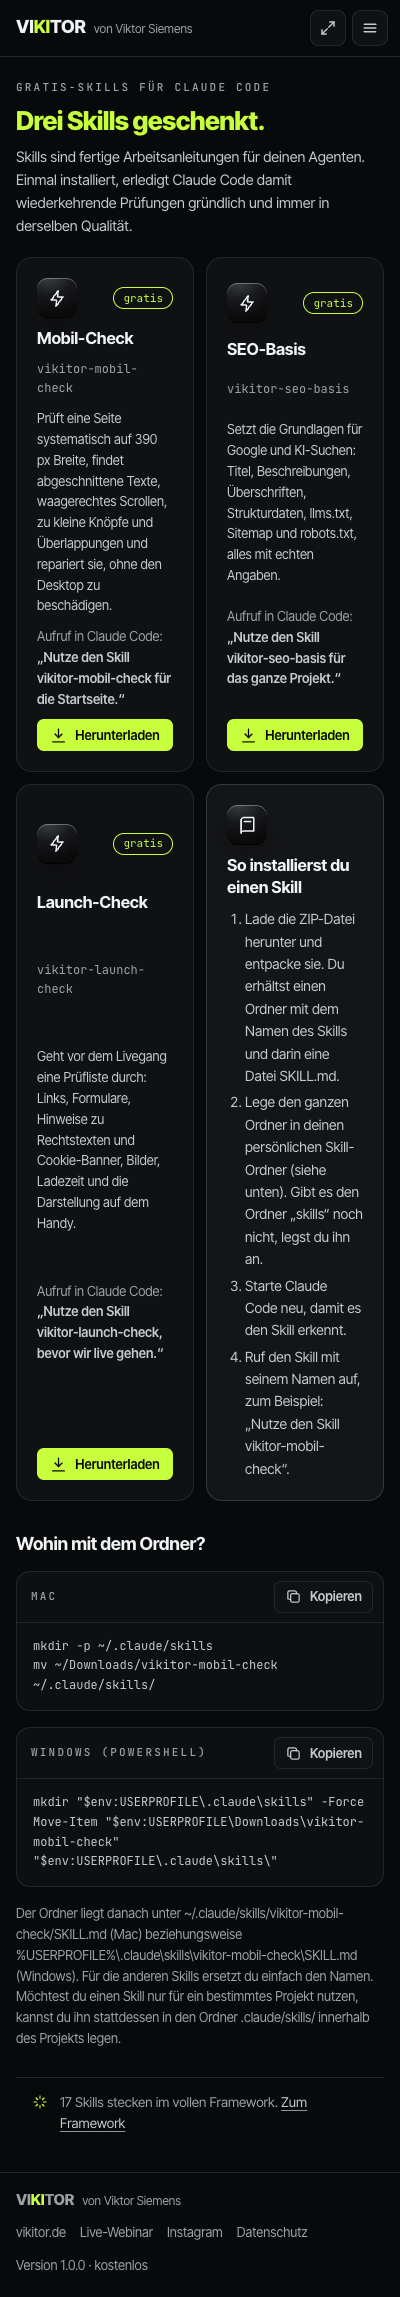 VIKITOR von Viktor Siemens
GRATIS-SKILLS FÜR CLAUDE CODE
Drei Skills geschenkt.
Skills sind fertige Arbeitsanleitungen für deinen Agenten.
Einmal installiert, erledigt Claude Code damit
wiederkehrende Prüfungen gründlich und immer in
derselben Qualität.
gratis
Mobil-Check
vikitor-mobil-
check
Prüft eine Seite
systematisch auf 390
px Breite, findet
abgeschnittene Texte,
waagerechtes Scrollen,
zu kleine Knöpfe und
Überlappungen und
repariert sie, ohne den
Desktop zu
beschädigen.
Aufruf in Claude Code:
„Nutze den Skill
vikitor-mobil-check für
die Startseite.“
Herunterladen
gratis
SEO-Basis
vikitor-seo-basis
Setzt die Grundlagen für
Google und KI-Suchen:
Titel, Beschreibungen,
Überschriften,
Strukturdaten, llms.txt,
Sitemap und robots.txt,
alles mit echten
Angaben.
Aufruf in Claude Code:
„Nutze den Skill
vikitor-seo-basis für
das ganze Projekt.“
Herunterladen
gratis
Launch-Check
vikitor-launch-
check
Geht vor dem Livegang
eine Prüfliste durch:
Links, Formulare,
Hinweise zu
Rechtstexten und
Cookie-Banner, Bilder,
Ladezeit und die
Darstellung auf dem
Handy.
Aufruf in Claude Code:
„Nutze den Skill
vikitor-launch-check,
bevor wir live gehen.“
Herunterladen
So installierst du
einen Skill
1. Lade die ZIP-Datei
herunter und
entpacke sie. Du
erhältst einen
Ordner mit dem
Namen des Skills
und darin eine
Datei SKILL.md.
2. Lege den ganzen
Ordner in deinen
persönlichen Skill-
Ordner (siehe
unten). Gibt es den
Ordner „skills“ noch
nicht, legst du ihn
an.
3. Starte Claude
Code neu, damit es
den Skill erkennt.
4. Ruf den Skill mit
seinem Namen auf,
zum Beispiel:
„Nutze den Skill
vikitor-mobil-
check“.
Wohin mit dem Ordner?
MAC Kopieren
mkdir -p ~/.claude/skills
mv ~/Downloads/vikitor-mobil-check
~/.claude/skills/
WINDOWS (POWERSHELL) Kopieren
mkdir "$env:USERPROFILE\.claude\skills" -Force
Move-Item "$env:USERPROFILE\Downloads\vikitor-
mobil-check"
"$env:USERPROFILE\.claude\skills\"
Der Ordner liegt danach unter ~/.claude/skills/vikitor-mobil-
check/SKILL.md (Mac) beziehungsweise
%USERPROFILE%\.claude\skills\vikitor-mobil-check\SKILL.md
(Windows). Für die anderen Skills ersetzt du einfach den Namen.
Möchtest du einen Skill nur für ein bestimmtes Projekt nutzen,
kannst du ihn stattdessen in den Ordner .claude/skills/ innerhalb
des Projekts legen.
17 Skills stecken im vollen Framework. Zum
Framework
VIKITOR von Viktor Siemens
vikitor.de Live-Webinar Instagram Datenschutz
Version 1.0.0 · kostenlos